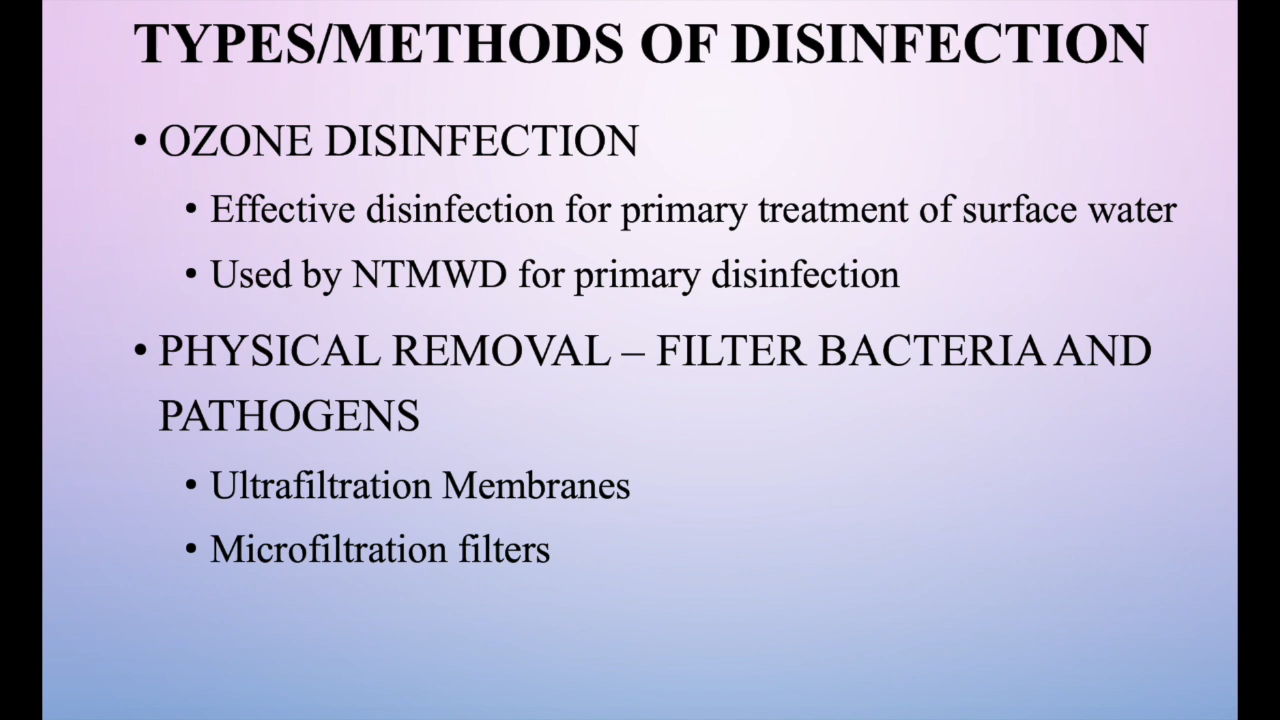 TYPES/METHODS OF DISINFECTION
• OZONE DISINFECTION
• Effective disinfection for primary treatment of surface water
• Used by NTMWD for primary disinfection
• PHYSICAL REMOVAL – FILTER BACTERIA AND
PATHOGENS
• Ultrafiltration Membranes
• Microfiltration filters